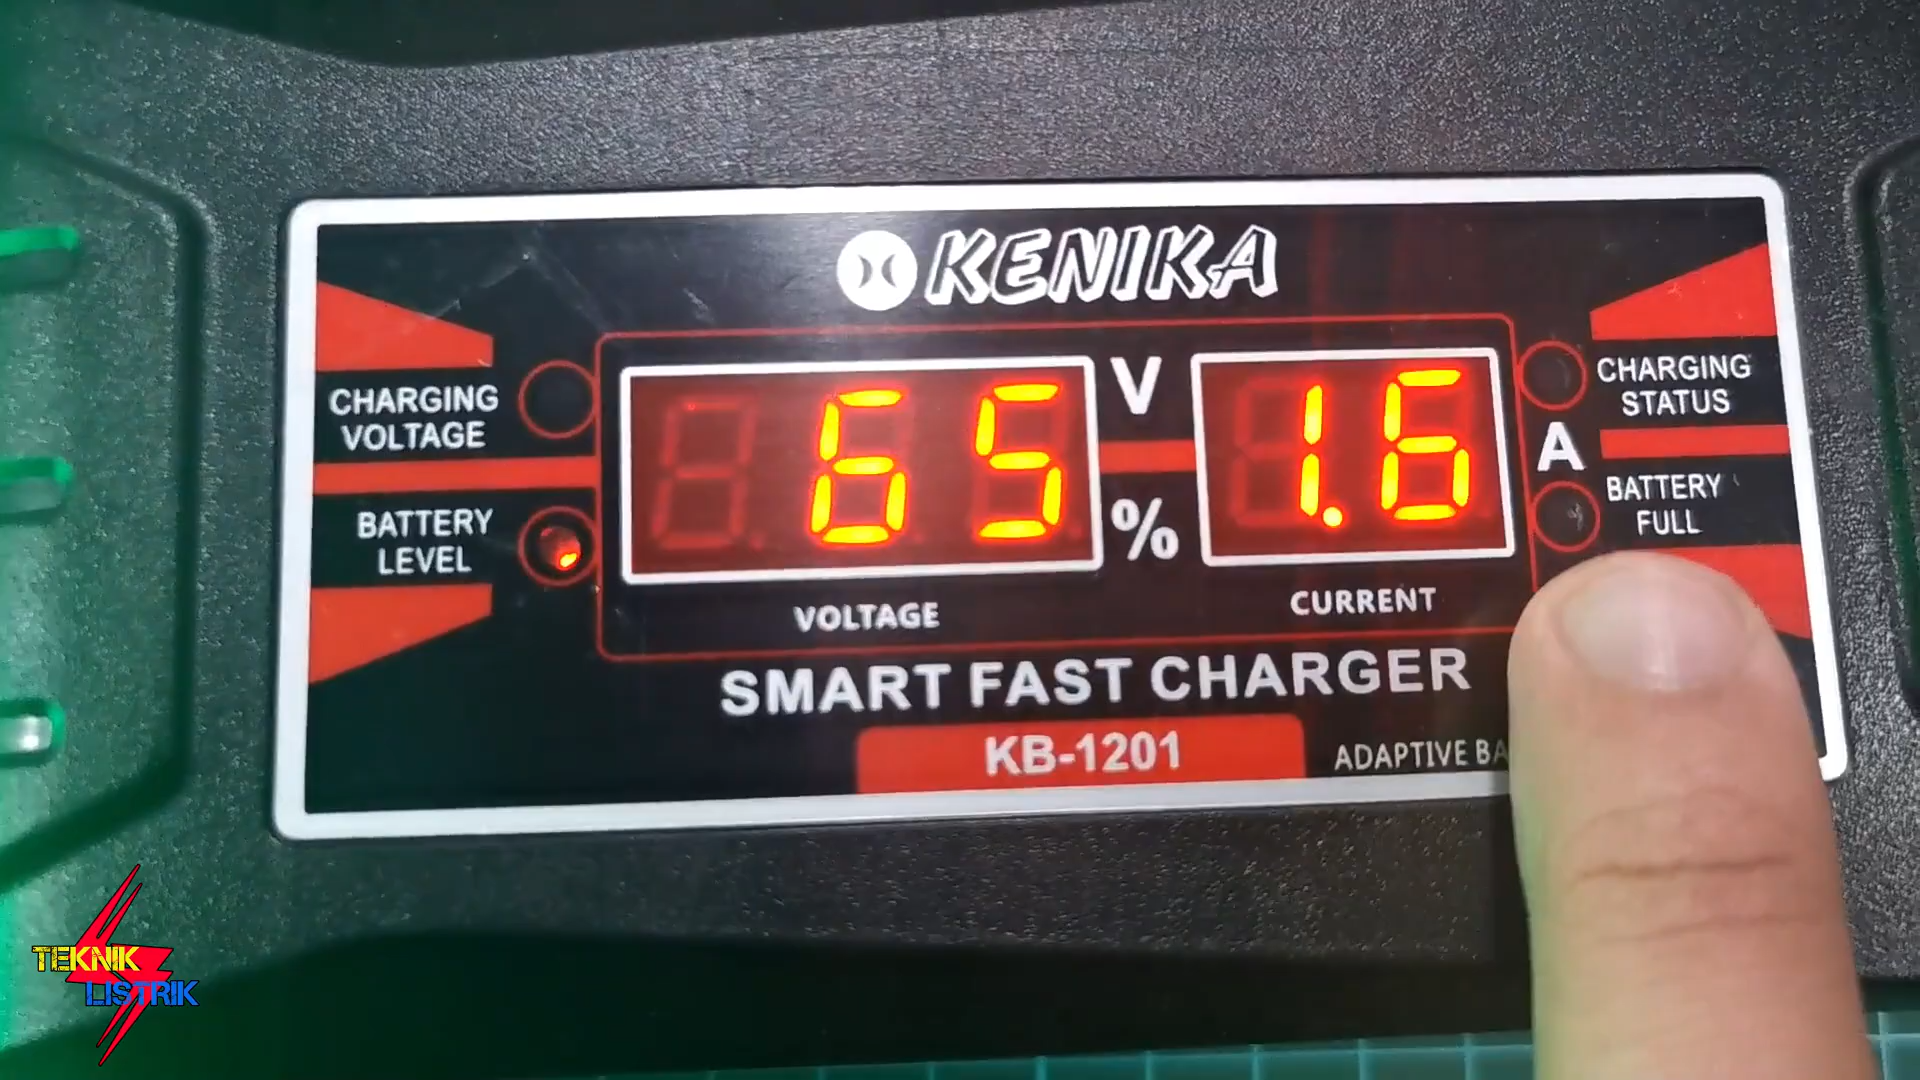 KENIKA
CHARGING
VOLTAGE
BATTERY
LEVEL
65
V
%
1.6
A
CHARGING
STATUS
BATTERY
FULL
VOLTAGE
CURRENT
SMART FAST CHARGER
KB-1201
ADAPTIVE
TEKNIK
LISTRIK